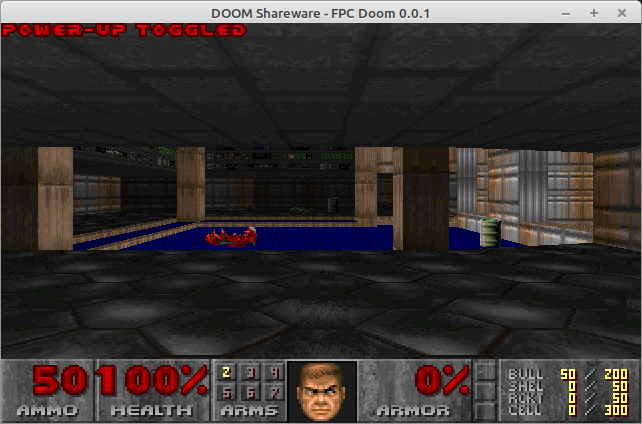 DOOM Shareware - FPC Doom 0.0.1
POWER-UP TOGGLED
50 100% 2 3 4 0% BULL 50 / 200
5 6 7 SHEL 0 / 50
RCKT 0 / 50
AMMO HEALTH ARMS ARMOR CELL 0 / 300